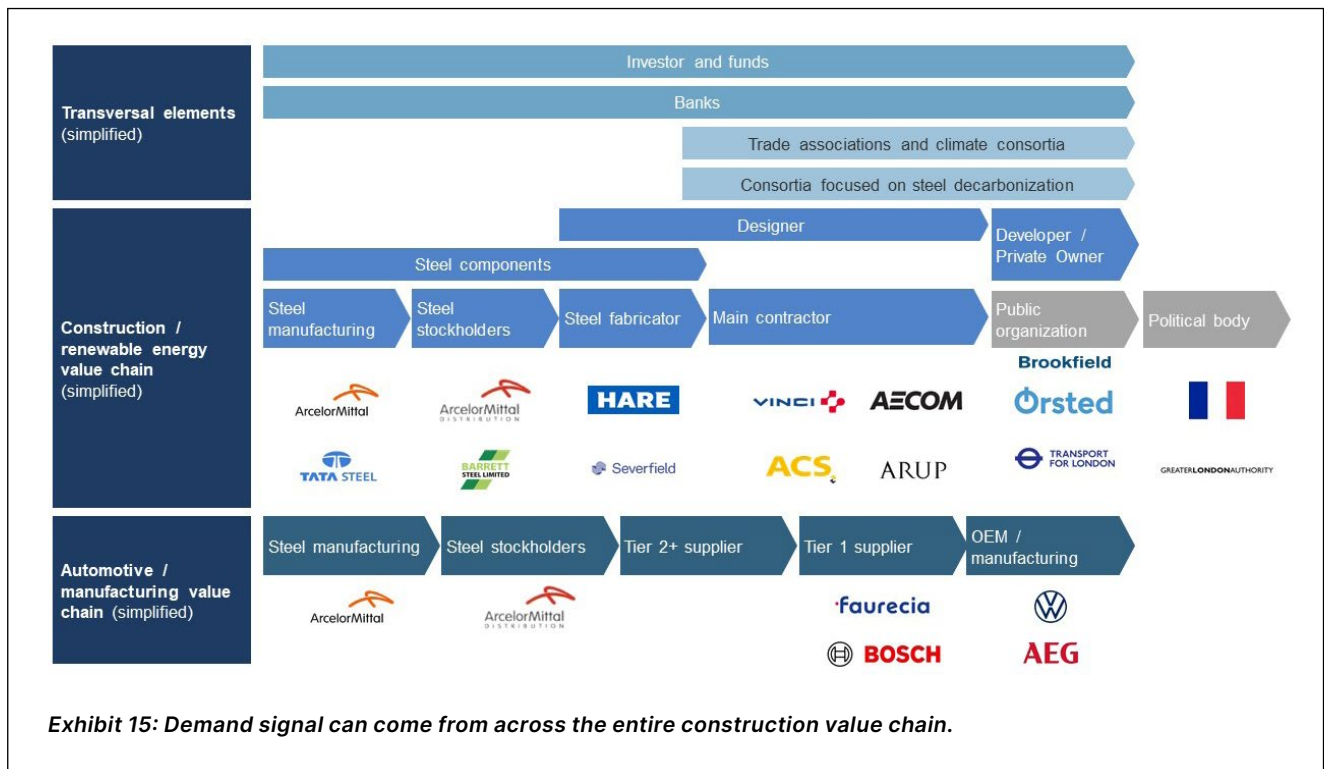 Transversal elements
(simplified)
Investor and funds
Banks
Trade associations and climate consortia
Consortia focused on steel decarbonization
Construction /
renewable energy
value chain
(simplified)
Designer
Developer /
Private Owner
Steel components
Steel
manufacturing
Steel
stockholders
Steel fabricator
Main contractor
Public
organization
Political body
ArcelorMittal
TATA STEEL
ArcelorMittal
DISTRIBUTION
BARRETT
STEEL LIMITED
HARE
Severfield
VINCI
AECOM
ACS
ARUP
Brookfield
Ørsted
TRANSPORT
FOR LONDON
GREATERLONDONAUTHORITY
Automotive /
manufacturing value
chain (simplified)
Steel manufacturing
Steel stockholders
Tier 2+ supplier
Tier 1 supplier
OEM /
manufacturing
ArcelorMittal
ArcelorMittal
DISTRIBUTION
faurecia
BOSCH
VW
AEG
Exhibit 15: Demand signal can come from across the entire construction value chain.